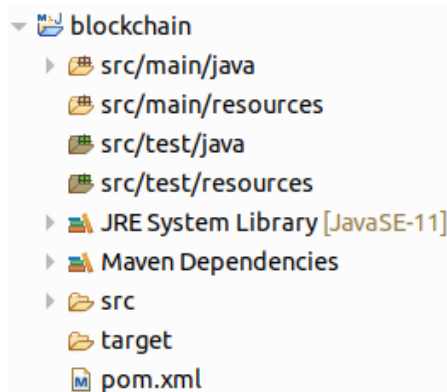 blockchain
src/main/java
src/main/resources
src/test/java
src/test/resources
JRE System Library [JavaSE-11]
Maven Dependencies
src
target
pom.xml